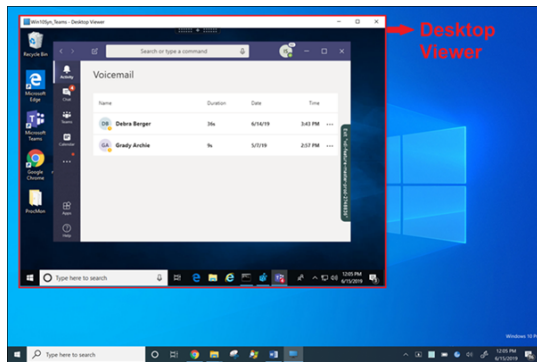 Win10Syn_Teams - Desktop Viewer
Desktop
Viewer
Recycle Bin
Search or type a command
Activity
Voicemail
Microsoft
Edge
Chat
Name Duration Date Time
Teams
DB Debra Berger 36s 6/14/19 3:43 PM
Microsoft
Teams
Calendar
GA Grady Archie 9s 5/7/19 2:57 PM
Google
Chrome
ProcMon
Apps
Help
Type here to search
12:05 PM
6/15/2019
Windows 10 P
Type here to search
12:05 PM
6/15/2019